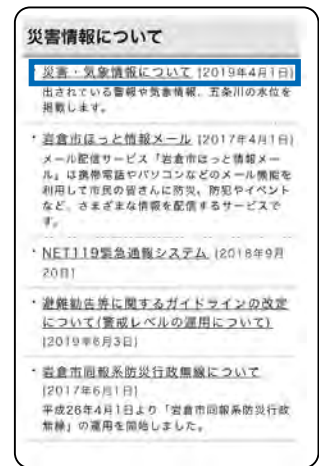 災害情報について
・災害・気象情報について [2019年4月1日]
出されている警報や気象情報、五条川の水位を
掲載します。
・岩倉市ほっと情報メール [2017年4月1日]
メール配信サービス「岩倉市ほっと情報メー
ル」は携帯電話やパソコンなどのメール機能を
利用して市民の皆さんに防災、防犯やイベント
など、さまざまな情報を配信するサービスで
す。
・NET119緊急通報システム [2018年9月
20日]
・避難勧告等に関するガイドラインの改定
について(警戒レベルの運用について)
[2019年6月3日]
・岩倉市同報系防災行政無線について
[2017年6月1日]
平成26年4月1日より「岩倉市同報系防災行政
無線」の運用を開始しました。